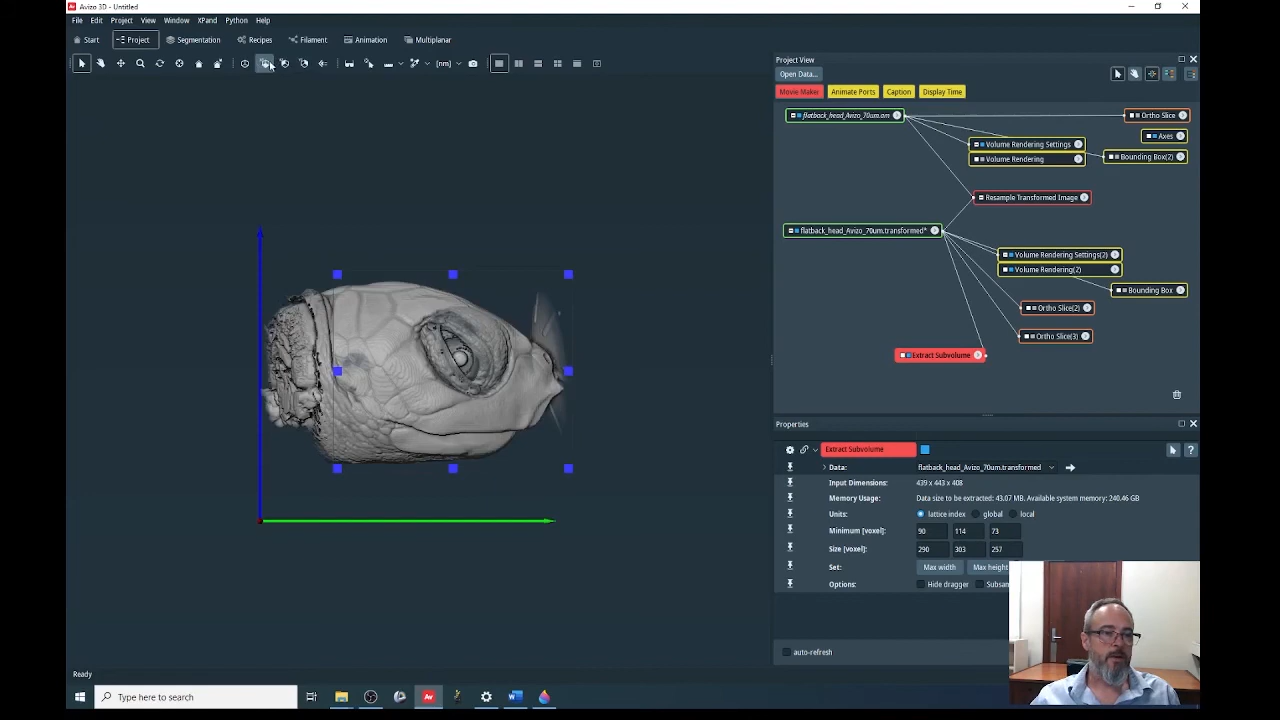 Avizo 3D - Untitled
File Edit Project View Window XPand Python Help
Start Project Segmentation Recipes Filament Animation Multiplanar
[nm]
Project View
Open Data...
Movie Maker Animate Ports Caption Display Time
flatback_head_Avizo_70um.am
Ortho Slice
Axes
Volume Rendering Settings
Volume Rendering
Bounding Box(2)
Resample Transformed Image
flatback_head_Avizo_70um.transformed*
Volume Rendering Settings(2)
Volume Rendering(2)
Bounding Box
Ortho Slice(2)
Ortho Slice(3)
Extract Subvolume
Properties
Extract Subvolume
Data: flatback_head_Avizo_70um.transformed
Input Dimensions: 439 x 443 x 408
Memory Usage: Data size to be extracted: 43.07 MB. Available system memory: 240.46 GB
Units: lattice index global local
Minimum [voxel]: 90 114 73
Size [voxel]: 290 303 257
Set: Max width Max height
Options: Hide dragger Subsam
auto-refresh
Ready
Type here to search